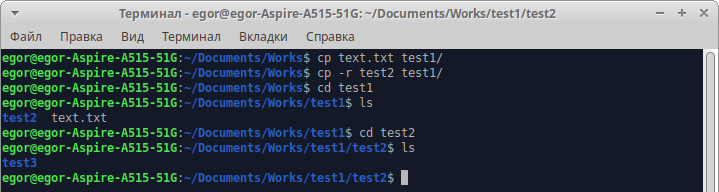 Терминал - egor@egor-Aspire-A515-51G: ~/Documents/Works/test1/test2
Файл Правка Вид Терминал Вкладки Справка
egor@egor-Aspire-A515-51G:~/Documents/Works$ cp text.txt test1/
egor@egor-Aspire-A515-51G:~/Documents/Works$ cp -r test2 test1/
egor@egor-Aspire-A515-51G:~/Documents/Works$ cd test1
egor@egor-Aspire-A515-51G:~/Documents/Works/test1$ ls
test2  text.txt
egor@egor-Aspire-A515-51G:~/Documents/Works/test1$ cd test2
egor@egor-Aspire-A515-51G:~/Documents/Works/test1/test2$ ls
test3
egor@egor-Aspire-A515-51G:~/Documents/Works/test1/test2$